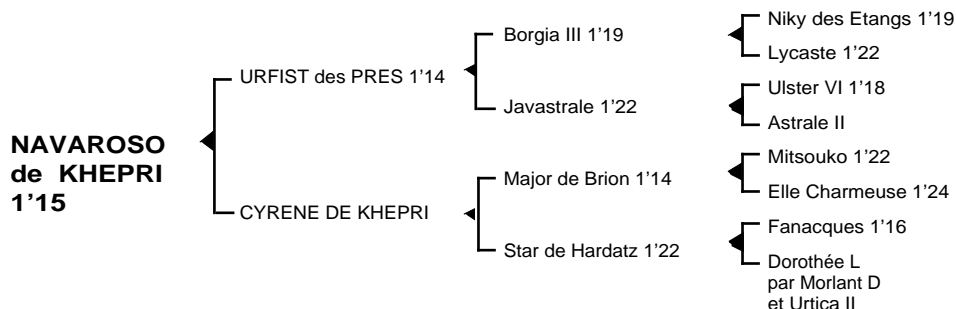 Niky des Etangs 1’19
Borgia III 1’19
Lycaste 1’22
URFIST des PRES 1’14
Ulster VI 1’18
Javastrale 1’22
Astrale II
NAVAROSO
de KHEPRI
1’15
Mitsouko 1’22
Major de Brion 1’14
Elle Charmeuse 1’24
CYRENE DE KHEPRI
Fanacques 1’16
Star de Hardatz 1’22
Dorothée L
par Morlant D
et Urtica II